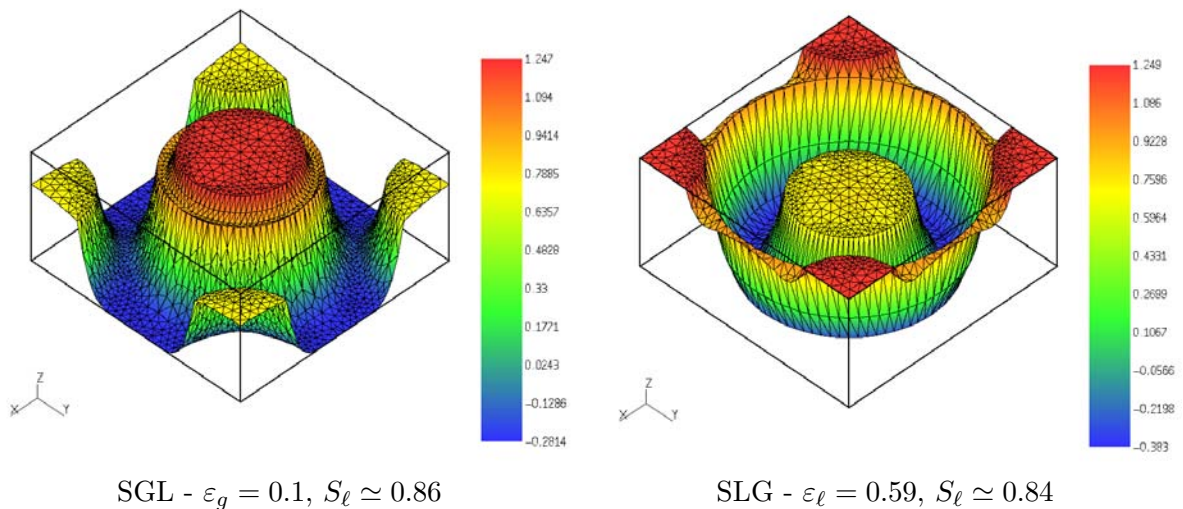 1.247
1.094
0.9414
0.7885
0.6357
0.4828
0.33
0.1771
0.0243
-0.1286
-0.2814
Z
X
Y
1.249
1.096
0.9228
0.7596
0.5964
0.4331
0.2699
0.1067
-0.0566
-0.2198
-0.383
Z
X
Y
SGL - εg = 0.1, Sℓ ≃ 0.86
SLG - εℓ = 0.59, Sℓ ≃ 0.84